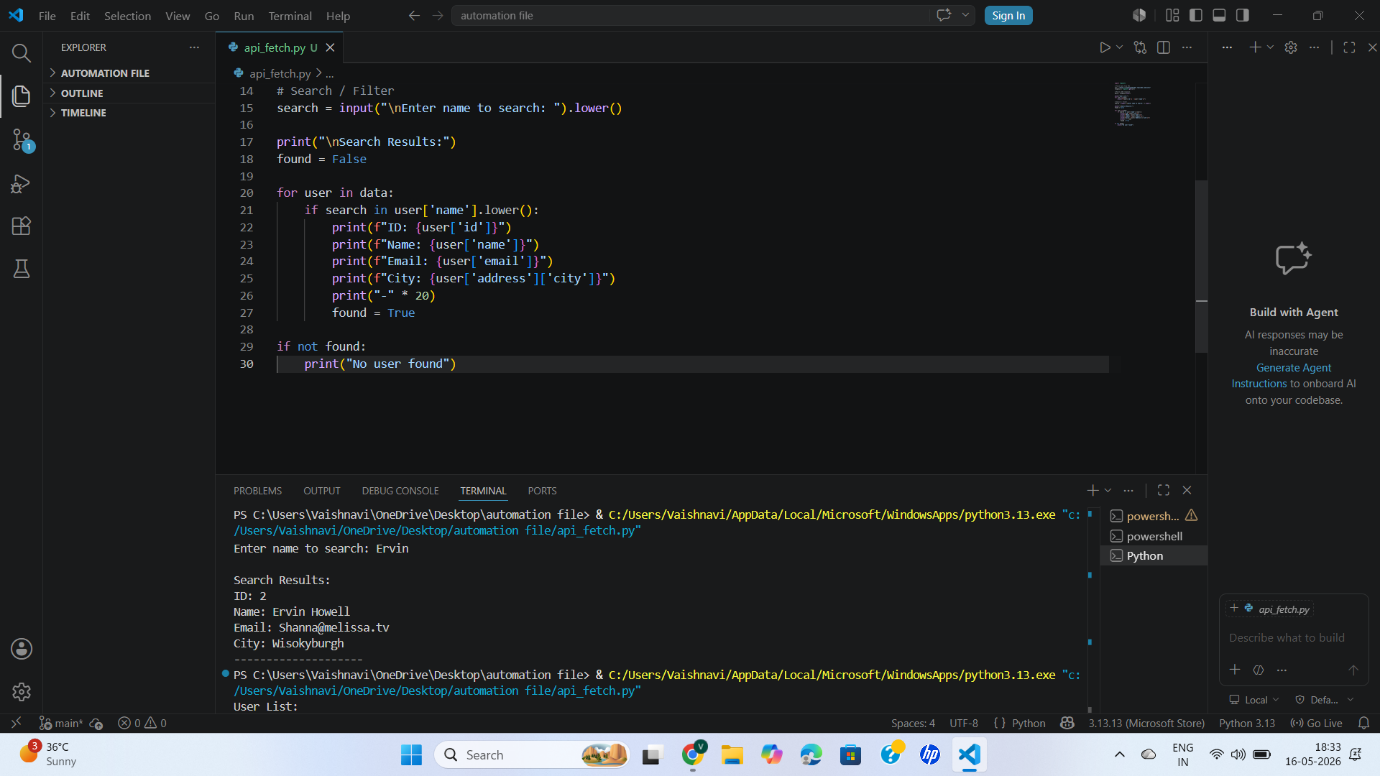 File Edit Selection View Go Run Terminal Help
automation file
Sign In
EXPLORER
AUTOMATION FILE
OUTLINE
TIMELINE
1
api_fetch.py U
api_fetch.py > ...
14 # Search / Filter
15 search = input("\nEnter name to search: ").lower()
16
17 print("\nSearch Results:")
18 found = False
19
20 for user in data:
21 if search in user['name'].lower():
22 print(f"ID: {user['id']}")
23 print(f"Name: {user['name']}")
24 print(f"Email: {user['email']}")
25 print(f"City: {user['address']['city']}")
26 print("-" * 20)
27 found = True
28
29 if not found:
30 print("No user found")
Build with Agent
AI responses may be
inaccurate
Generate Agent
Instructions to onboard AI
onto your codebase.
PROBLEMS OUTPUT DEBUG CONSOLE TERMINAL PORTS
PS C:\Users\Vaishnavi\OneDrive\Desktop\automation file> & C:/Users/Vaishnavi/AppData/Local/Microsoft/WindowsApps/python3.13.exe "c:
/Users/Vaishnavi/OneDrive/Desktop/automation file/api_fetch.py"
Enter name to search: Ervin
Search Results:
ID: 2
Name: Ervin Howell
Email: Shanna@melissa.tv
City: Wisokyburgh
--------------------
PS C:\Users\Vaishnavi\OneDrive\Desktop\automation file> & C:/Users/Vaishnavi/AppData/Local/Microsoft/WindowsApps/python3.13.exe "c:
/Users/Vaishnavi/OneDrive/Desktop/automation file/api_fetch.py"
User List:
powersh...
powershell
Python
+ api_fetch.py
Describe what to build
Local
Defa...
main* 0 0
Spaces: 4 UTF-8 { } Python 3.13.13 (Microsoft Store) Python 3.13 Go Live
3
36°C
Sunny
Search
V
hp
ENG
IN
18:33
16-05-2026